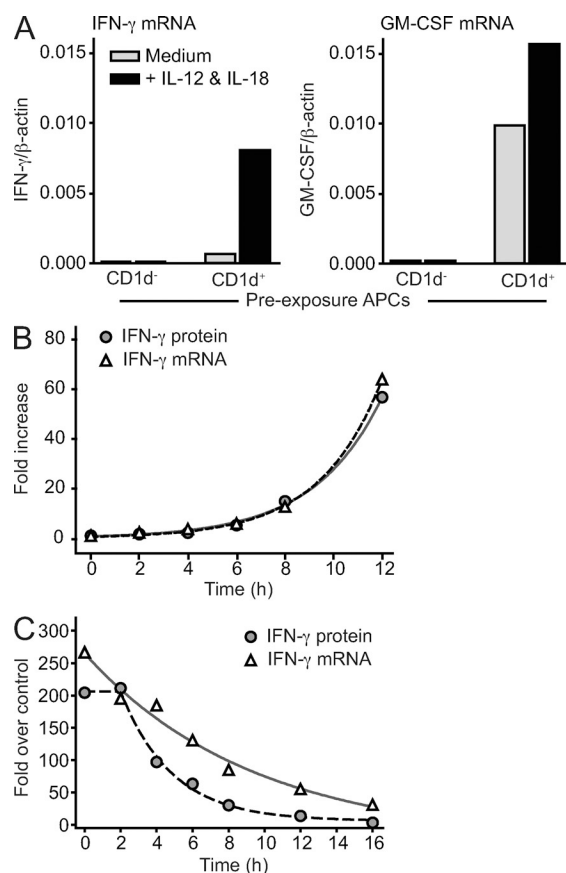 A
IFN-γ mRNA
GM-CSF mRNA
Medium
+ IL-12 & IL-18
IFN-γ/β-actin
0.015
0.010
0.005
0.000
CD1d-
CD1d+
GM-CSF/β-actin
0.015
0.010
0.005
0.000
CD1d-
CD1d+
Pre-exposure APCs
B
IFN-γ protein
IFN-γ mRNA
Fold increase
80
60
40
20
0
0 2 4 6 8 10 12
Time (h)
C
IFN-γ protein
IFN-γ mRNA
Fold over control
300
250
200
150
100
50
0
0 2 4 6 8 10 12 14 16
Time (h)